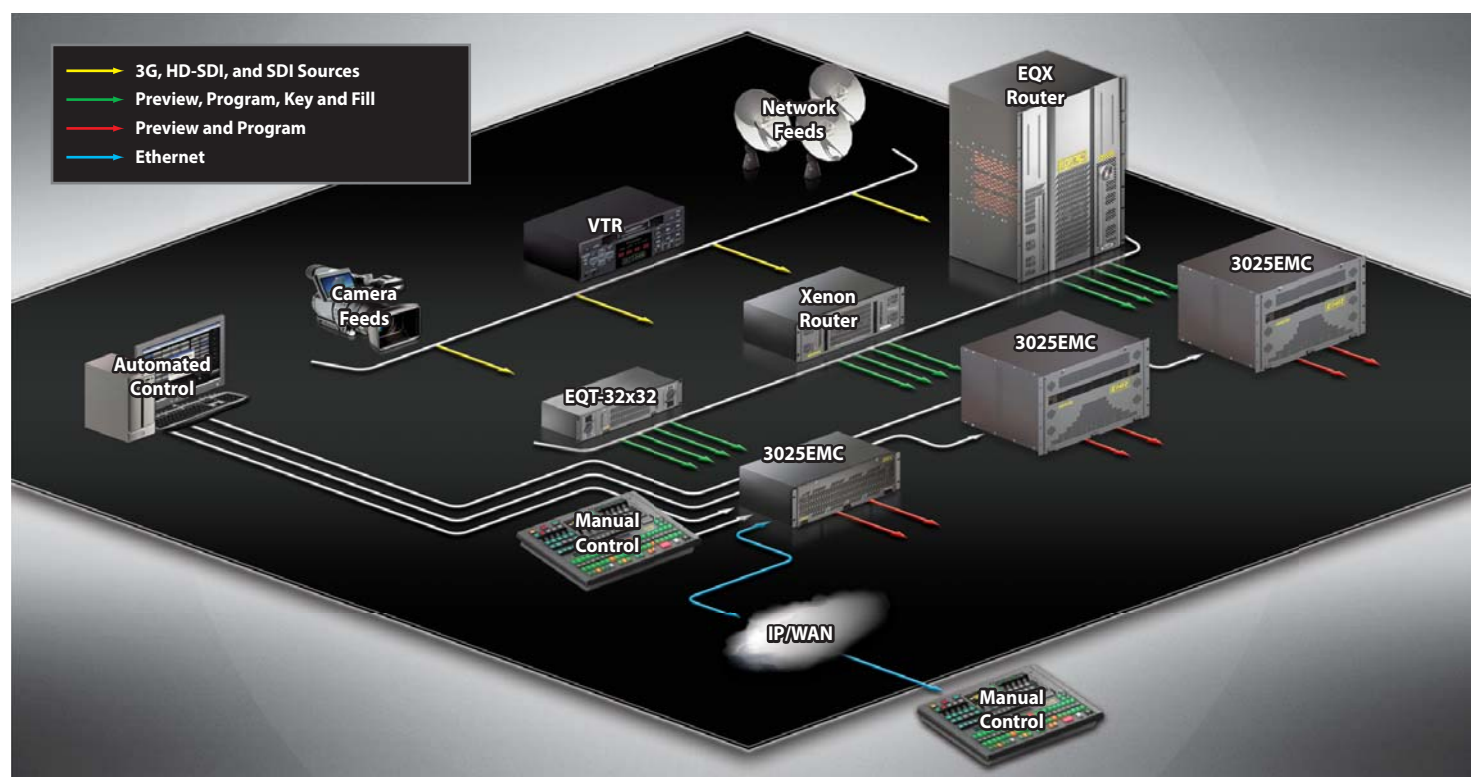 3G, HD-SDI, and SDI Sources
Preview, Program, Key and Fill
Preview and Program
Ethernet
Network
Feeds
EQX
Router
VTR
Camera
Feeds
Xenon
Router
3025EMC
3025EMC
Automated
Control
EQT-32x32
3025EMC
Manual
Control
IP/WAN
Manual
Control